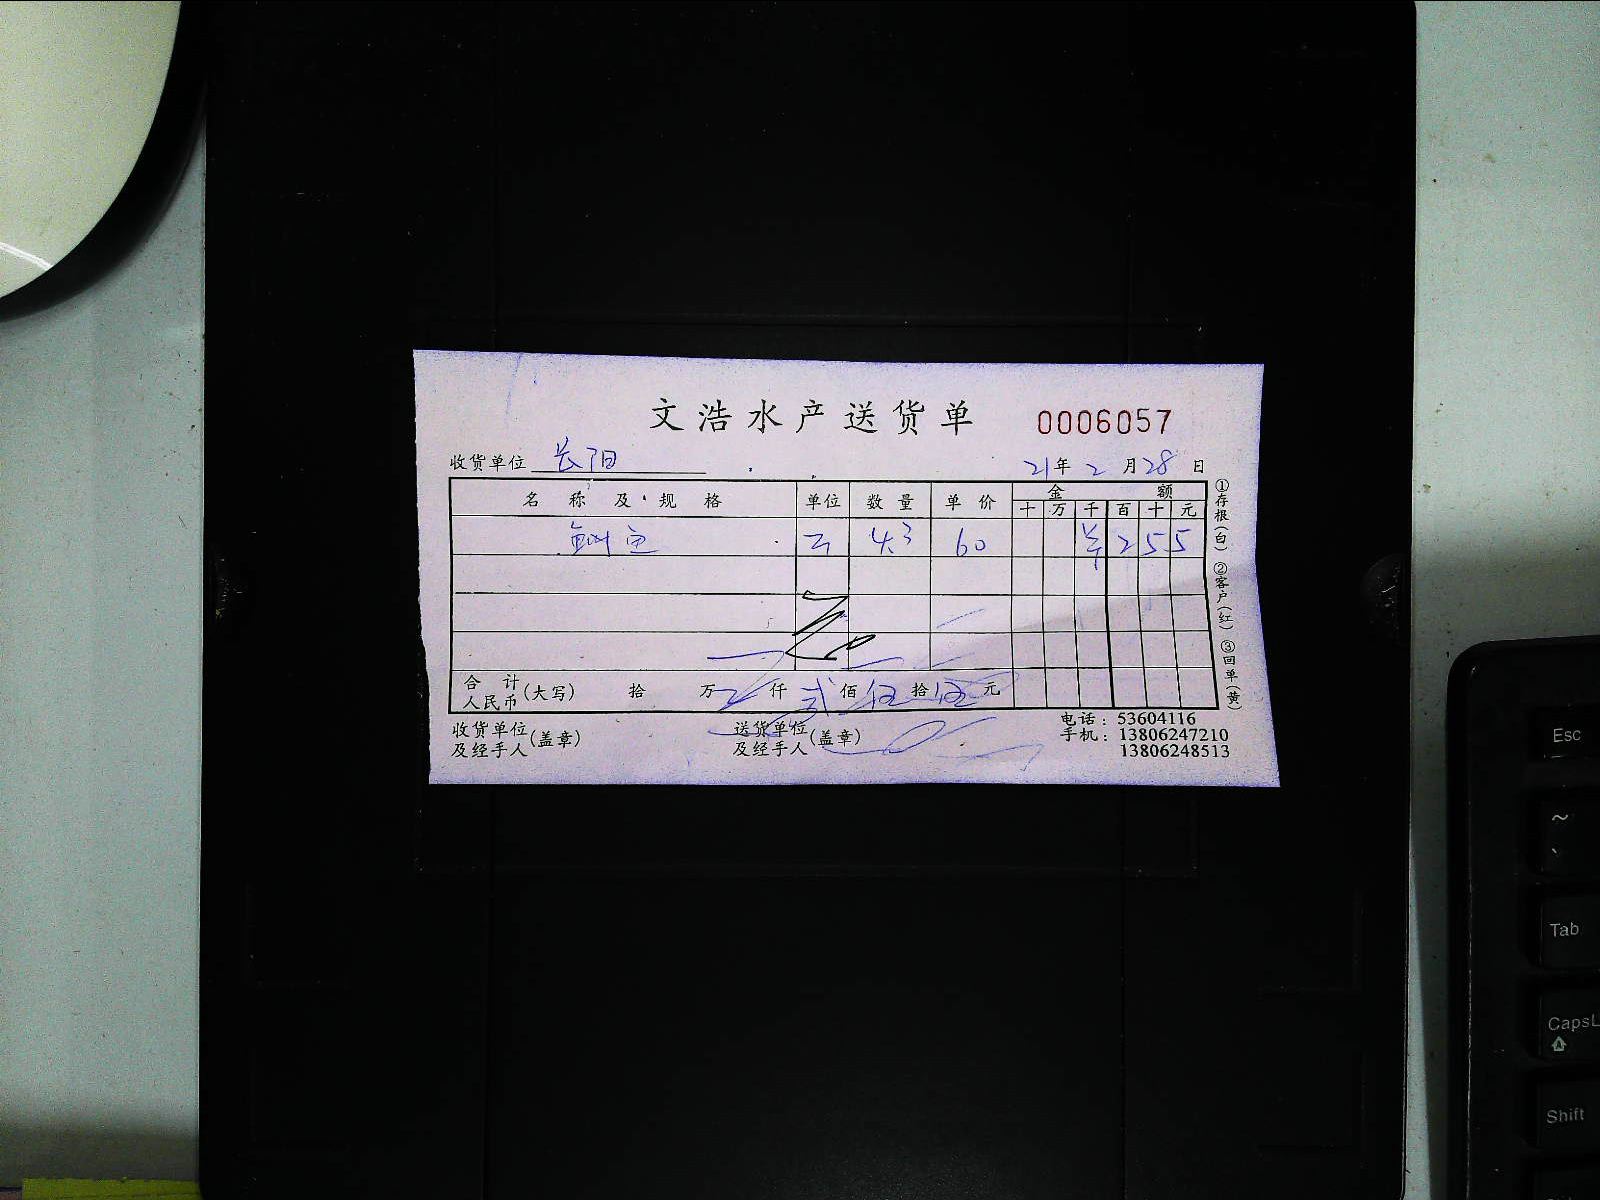 文浩水产送货单 0006057
收货单位 长阳 21年2月28日
名称及规格 单位 数量 单价 金额
十 万 千 百 十 元
鱼 斤 4.3 60 ¥ 2 5 5
合计
人民币(大写) 拾 万 仟 贰 佰 伍 拾 伍 元
收货单位
及经手人(盖章)
送货单位
及经手人(盖章)
电话：53604116
手机：13806247210
13806248513
①存根(白) ②客户(红) ③回单(黄)
Esc
~
、
Tab
CapsL
Shift